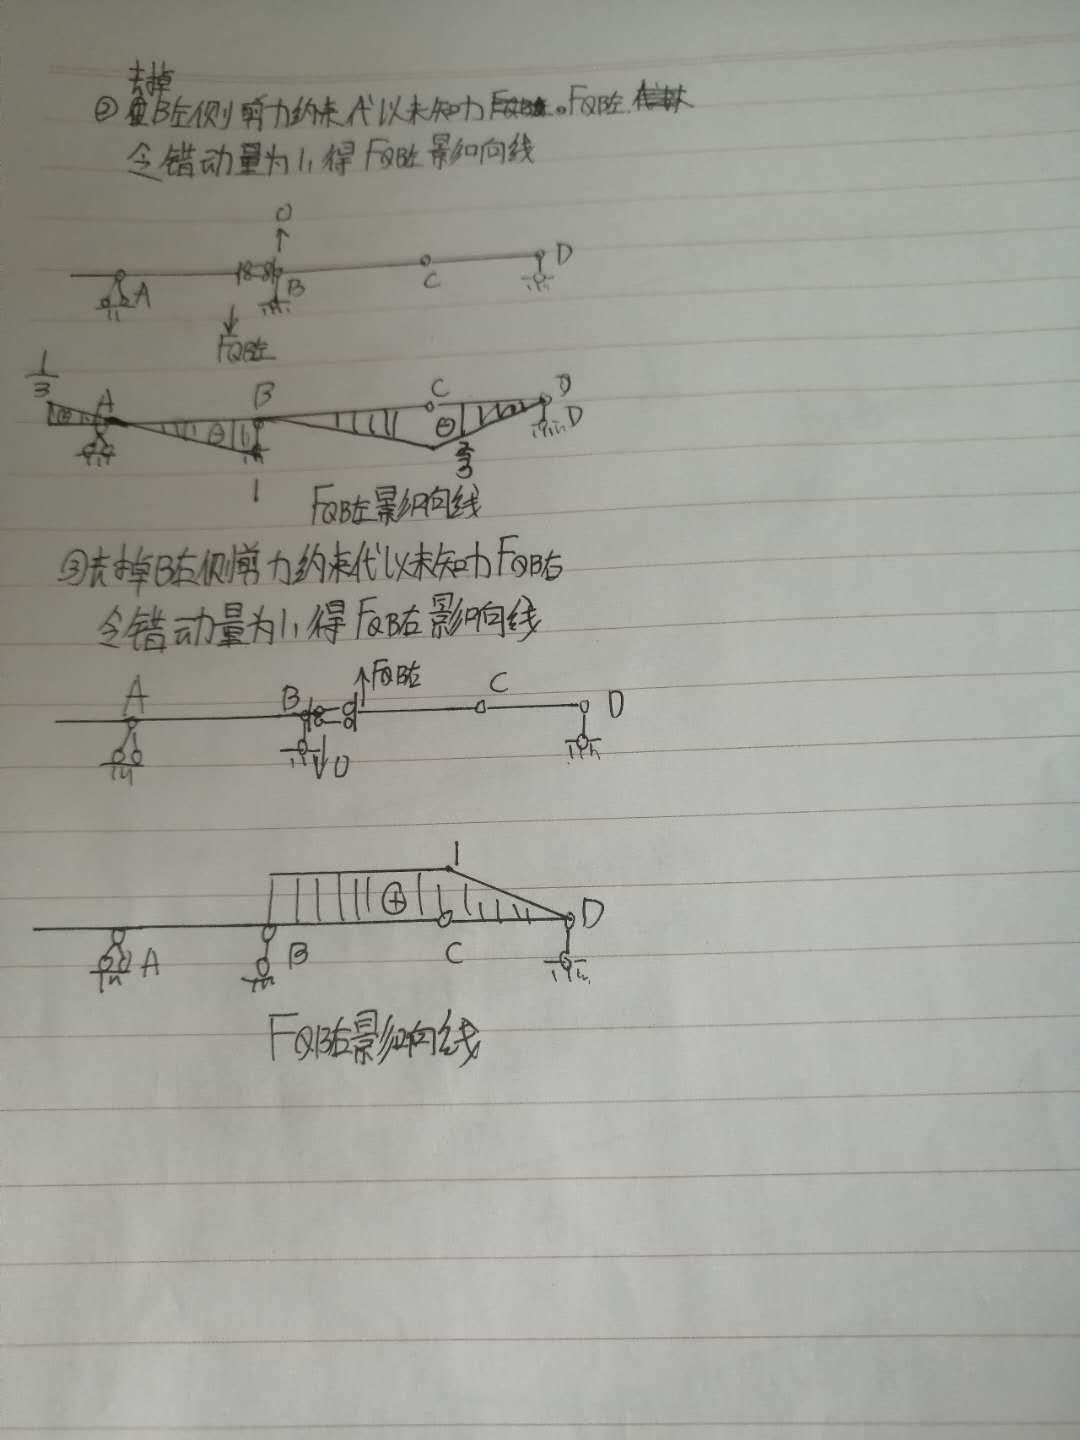 去掉
②B左侧剪力约束代以未知力FQB左
令错动量为1,得FQB左影响线
U
A
B
C
D
FQB左
1/3
A
B
C
D
D
⊕
⊖
⊖
1
2/3
FQB左影响线
③去掉B右侧剪力约束代以未知力FQB右
令错动量为1,得FQB右影响线
FQB右
A
B
C
D
U
1
⊕
A
B
C
D
FQB右影响线